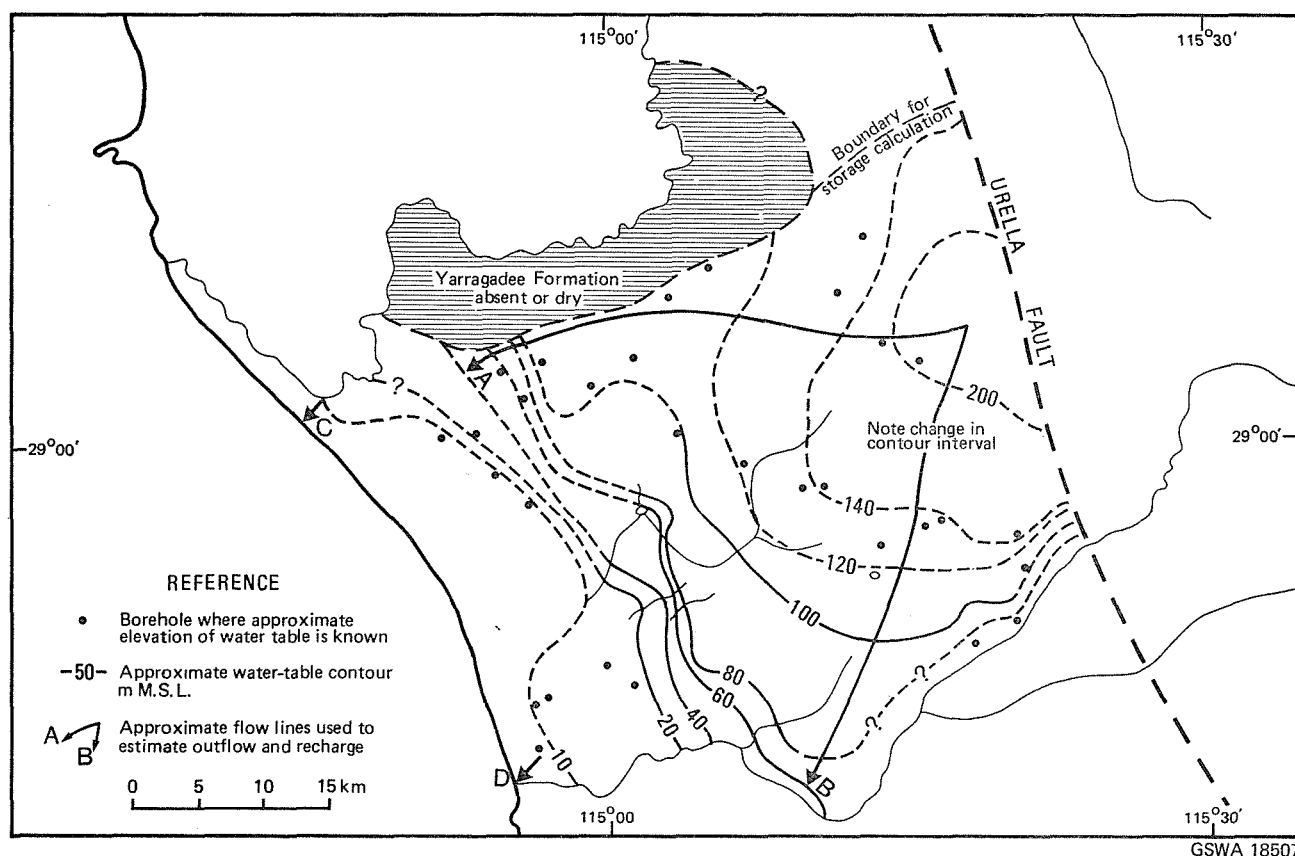 115°00'
115°30'
?
Boundary for
storage calculation
URELLA
FAULT
Yarragadee Formation
absent or dry
A
?
C
200
Note change in
contour interval
29°00'
29°00'
140
120
100
REFERENCE
Borehole where approximate
elevation of water table is known
-50- Approximate water-table contour
m M.S.L.
A B Approximate flow lines used to
estimate outflow and recharge
0 5 10 15 km
80
60
40
20
10
?
?
D
B
115°00'
115°30'
GSWA 18507